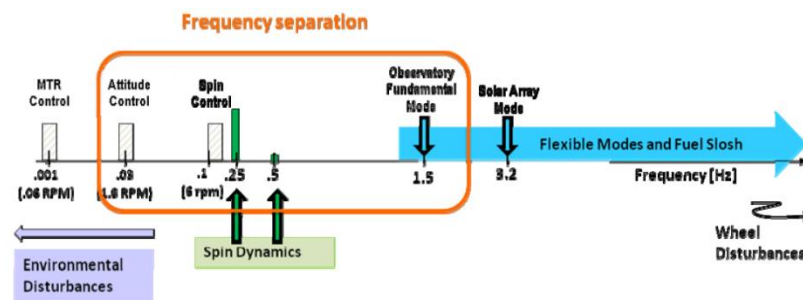 Frequency separation
MTR
Control
Attitude
Control
Spin
Control
Observatory
Fundamental
Mode
Solar Array
Mode
Flexible Modes and Fuel Slosh
.001
(.06 RPM)
.03
(1.8 RPM)
.1
(6 rpm)
.25
.5
1.5
3.2
Frequency [Hz]
Wheel
Disturbances
Spin Dynamics
Environmental
Disturbances